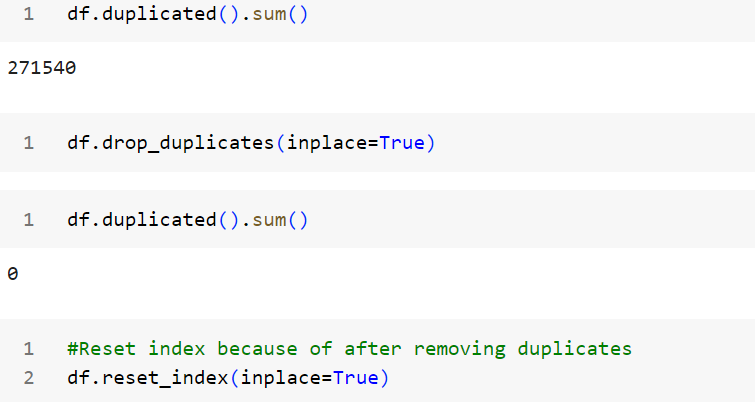 1 df.duplicated().sum()
271540
1 df.drop_duplicates(inplace=True)
1 df.duplicated().sum()
0
1 #Reset index because of after removing duplicates
2 df.reset_index(inplace=True)